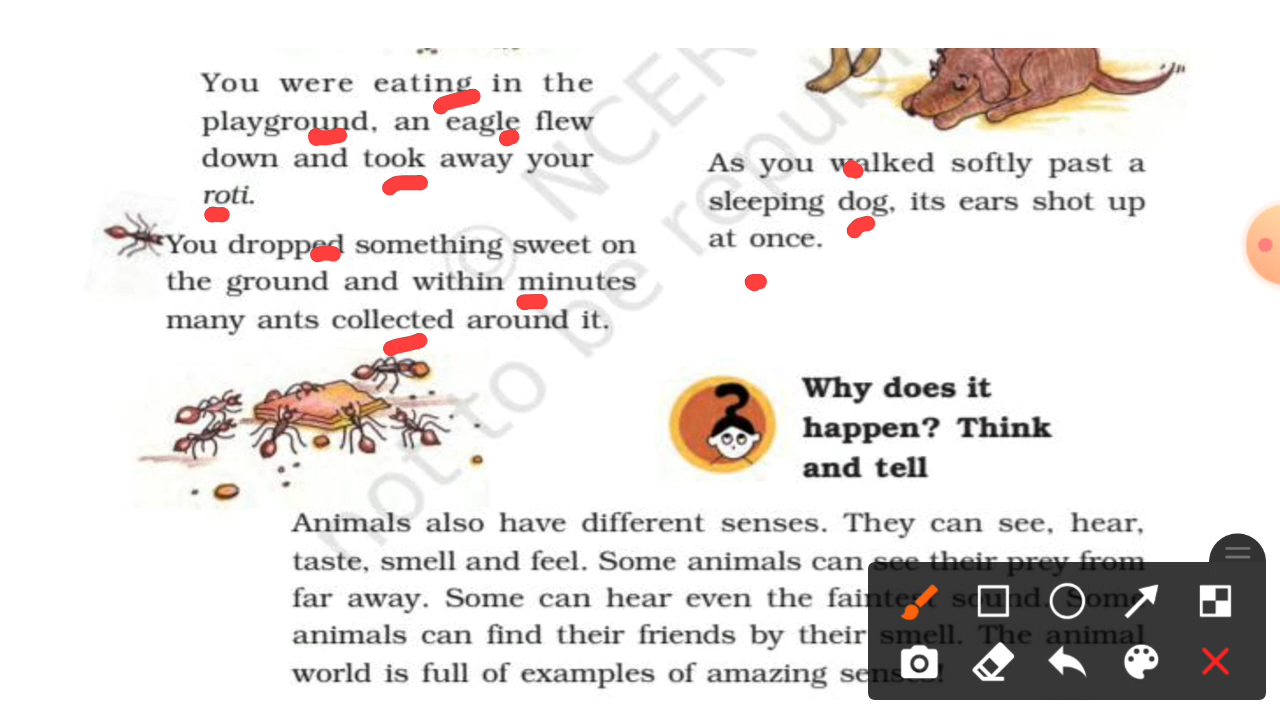 You were eating in the
playground, an eagle flew
down and took away your
roti.
You dropped something sweet on
the ground and within minutes
many ants collected around it.
As you walked softly past a
sleeping dog, its ears shot up
at once.
Why does it
happen? Think
and tell
Animals also have different senses. They can see, hear,
taste, smell and feel. Some animals can see their prey from
far away. Some can hear even the faintest sound. Some
animals can find their friends by their smell. The animal
world is full of examples of amazing senses!
© NCER
not to be republi